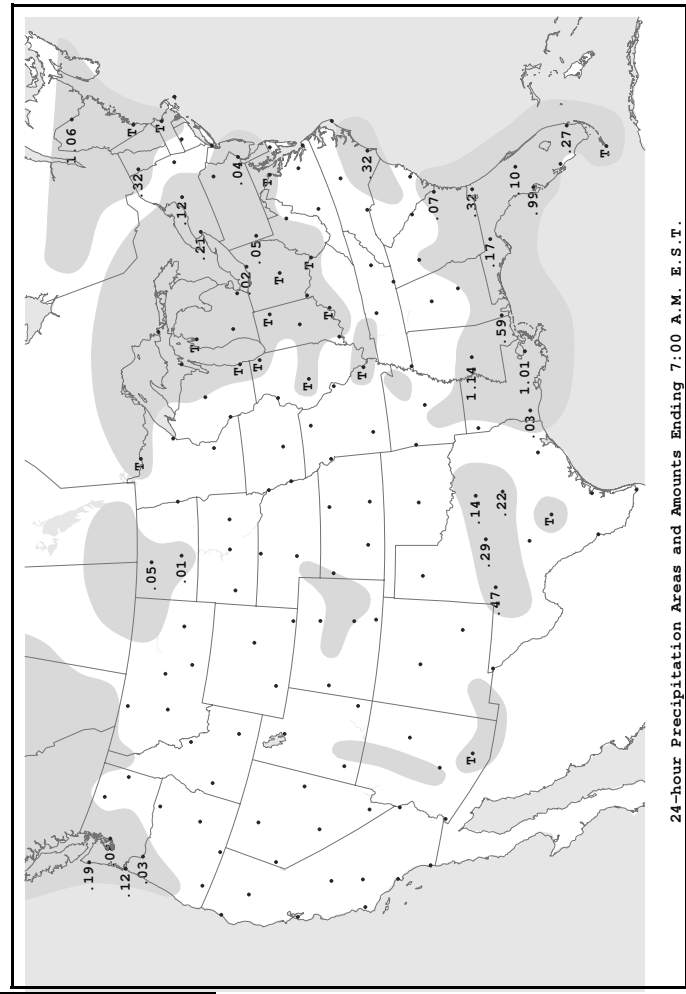 1.06
.19
.08
.12
T
.32
T
.03
.05
T
.01
.12
T
.21
.04
T
.02
.05
T
T
T
T
T
T
T
T
.32
.07
T
1.14
.32
.14
.29
.17
.47
.59
.22
.10
1.01
.03
.99
T
.27
T
24-hour Precipitation Areas and Amounts Ending 7:00 A.M. E.S.T.